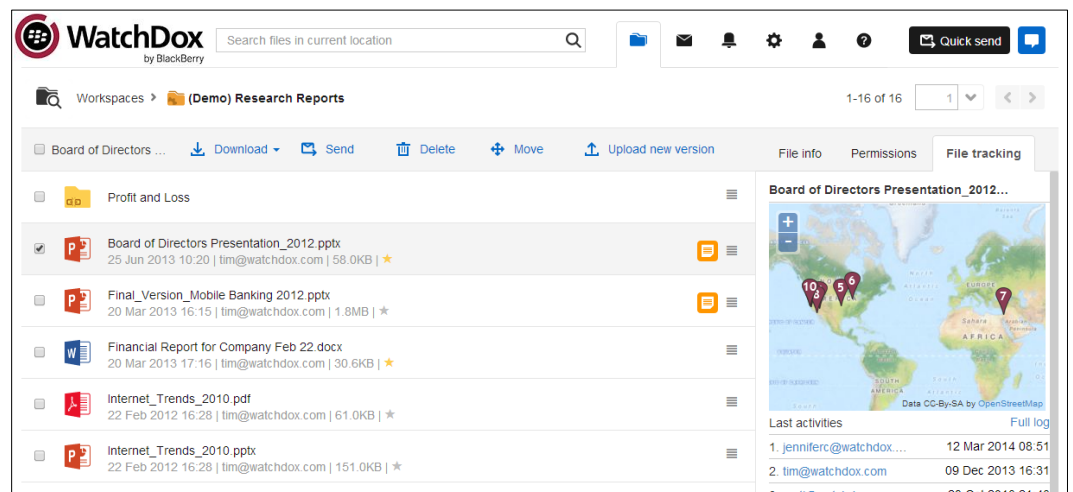 WatchDox
by BlackBerry
Search files in current location
Quick send
Workspaces > (Demo) Research Reports
1-16 of 16
1
Board of Directors ...
Download
Send
Delete
Move
Upload new version
File info
Permissions
File tracking
Profit and Loss
Board of Directors Presentation_2012.pptx
25 Jun 2013 10:20 | tim@watchdox.com | 58.0KB |
Final_Version_Mobile Banking 2012.pptx
20 Mar 2013 16:15 | tim@watchdox.com | 1.8MB |
Financial Report for Company Feb 22.docx
20 Mar 2013 17:16 | tim@watchdox.com | 30.6KB |
Internet_Trends_2010.pdf
22 Feb 2012 16:28 | tim@watchdox.com | 61.0KB |
Internet_Trends_2010.pptx
22 Feb 2012 16:28 | tim@watchdox.com | 151.0KB |
Board of Directors Presentation_2012...
+
-
10
5
6
7
EUROPE
Sahara
AFRICA
SOUTH
AMERICA
Data CC-By-SA by OpenStreetMap
Last activities
Full log
1. jenniferc@watchdox....
12 Mar 2014 08:51
2. tim@watchdox.com
09 Dec 2013 16:31